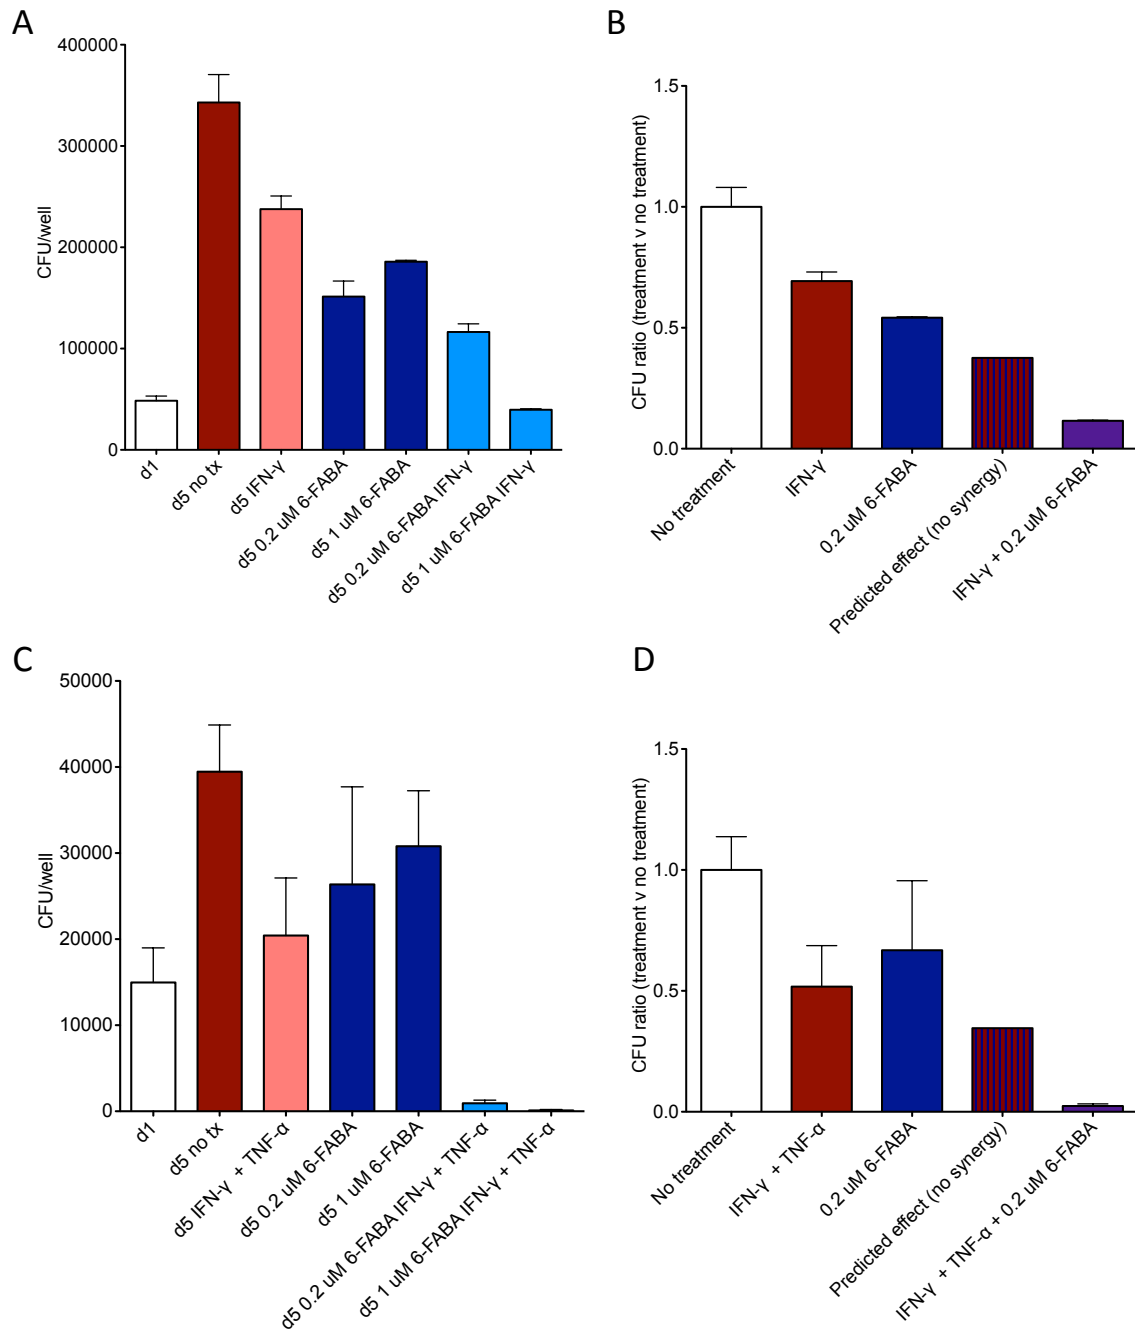 A
CFU/well
400000
300000
200000
100000
0
d1
d5 no tx
d5 IFN-γ
d5 0.2 uM 6-FABA
d5 1 uM 6-FABA
d5 0.2 uM 6-FABA IFN-γ
d5 1 uM 6-FABA IFN-γ
B
CFU ratio (treatment v no treatment)
1.5
1.0
0.5
0.0
No treatment
IFN-γ
0.2 uM 6-FABA
Predicted effect (no synergy)
IFN-γ + 0.2 uM 6-FABA
C
CFU/well
50000
40000
30000
20000
10000
0
d1
d5 no tx
d5 IFN-γ + TNF-α
d5 0.2 uM 6-FABA
d5 1 uM 6-FABA
d5 0.2 uM 6-FABA IFN-γ + TNF-α
d5 1 uM 6-FABA IFN-γ + TNF-α
D
CFU ratio (treatment v no treatment)
1.5
1.0
0.5
0.0
No treatment
IFN-γ + TNF-α
0.2 uM 6-FABA
Predicted effect (no synergy)
IFN-γ + TNF-α + 0.2 uM 6-FABA